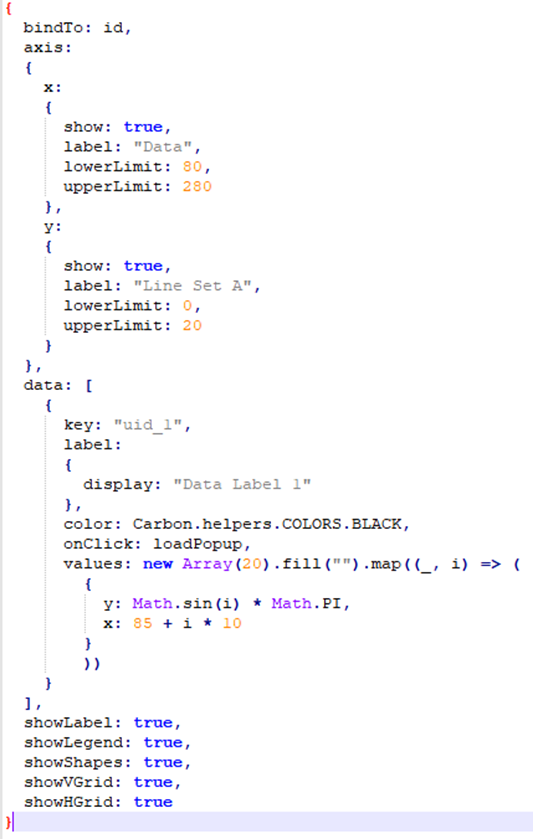 {
  bindTo: id,
  axis:
  {
    x:
    {
      show: true,
      label: "Data",
      lowerLimit: 80,
      upperLimit: 280
    },
    y:
    {
      show: true,
      label: "Line Set A",
      lowerLimit: 0,
      upperLimit: 20
    }
  },
  data: [
    {
      key: "uid_1",
      label:
      {
        display: "Data Label 1"
      },
      color: Carbon.helpers.COLORS.BLACK,
      onClick: loadPopup,
      values: new Array(20).fill("").map((_, i) => (
        {
          y: Math.sin(i) * Math.PI,
          x: 85 + i * 10
        }
        ))
    }
  ],
  showLabel: true,
  showLegend: true,
  showShapes: true,
  showVGrid: true,
  showHGrid: true
}